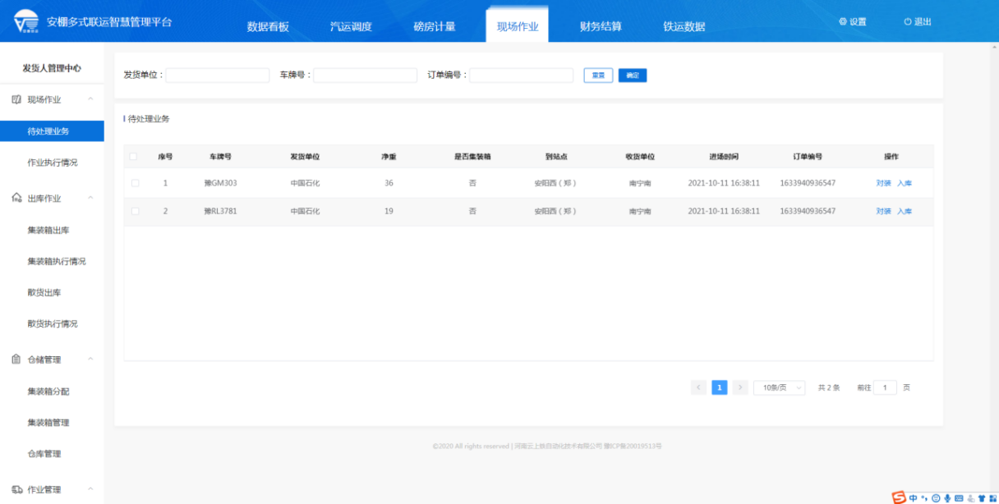 安棚多式联运智慧管理平台
数据看板 汽运调度 磅房计量 现场作业 财务结算 铁运数据
设置 退出
发货人管理中心
现场作业
待处理业务
作业执行情况
出库作业
集装箱出库
集装箱执行情况
散货出库
散货执行情况
仓储管理
集装箱分配
集装箱管理
仓库管理
作业管理
发货单位： 车牌号： 订单编号： 重置 确定
待处理业务
序号 车牌号 发货单位 净重 是否集装箱 到站点 收货单位 进场时间 订单编号 操作
1 豫GM303 中国石化 36 否 安阳西（郑） 南宁南 2021-10-11 16:38:11 1633940936547 对装 入库
2 豫RL3781 中国石化 19 否 安阳西（郑） 南宁南 2021-10-11 16:38:11 1633940936547 对装 入库
1 10条/页 共 2 条 前往 1 页
©2020 All rights reserved | 河南云上铁自动化技术有限公司 豫ICP备20019513号
中